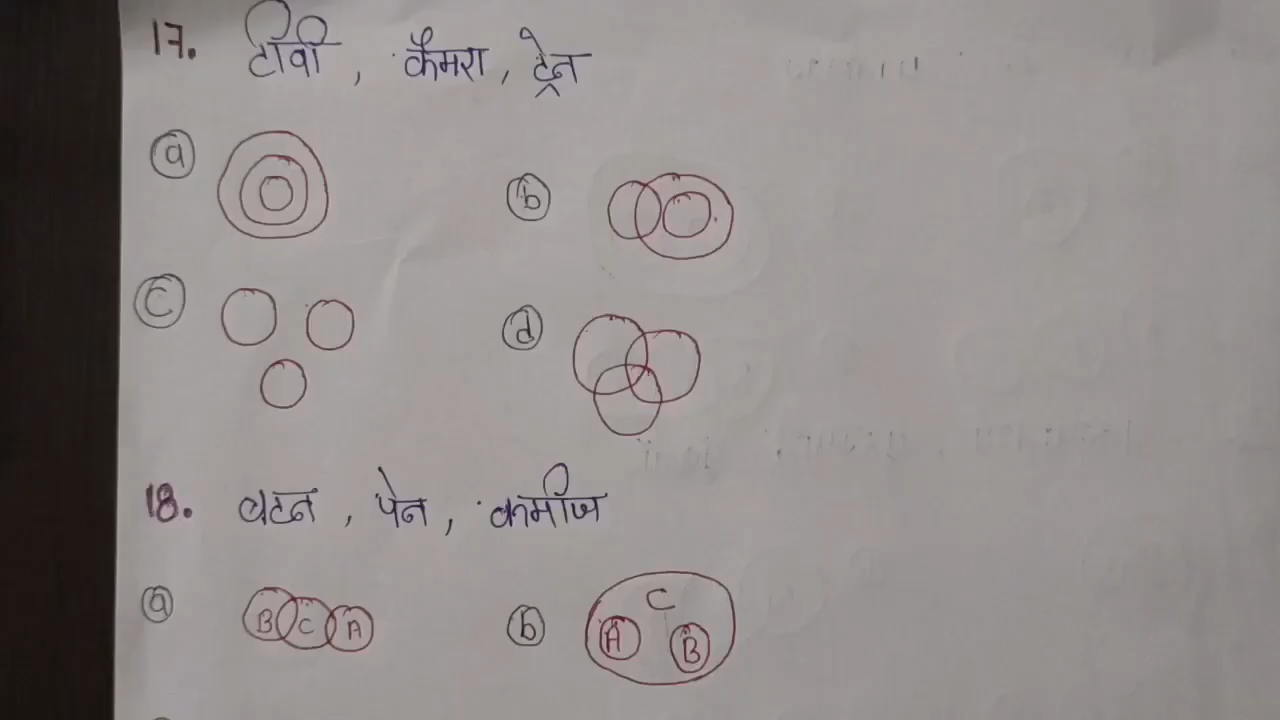 17. टीवी, कैमरा, ट्रेन
a b
c d
18. बटन, पेन, कमीज
a B C A b C A B